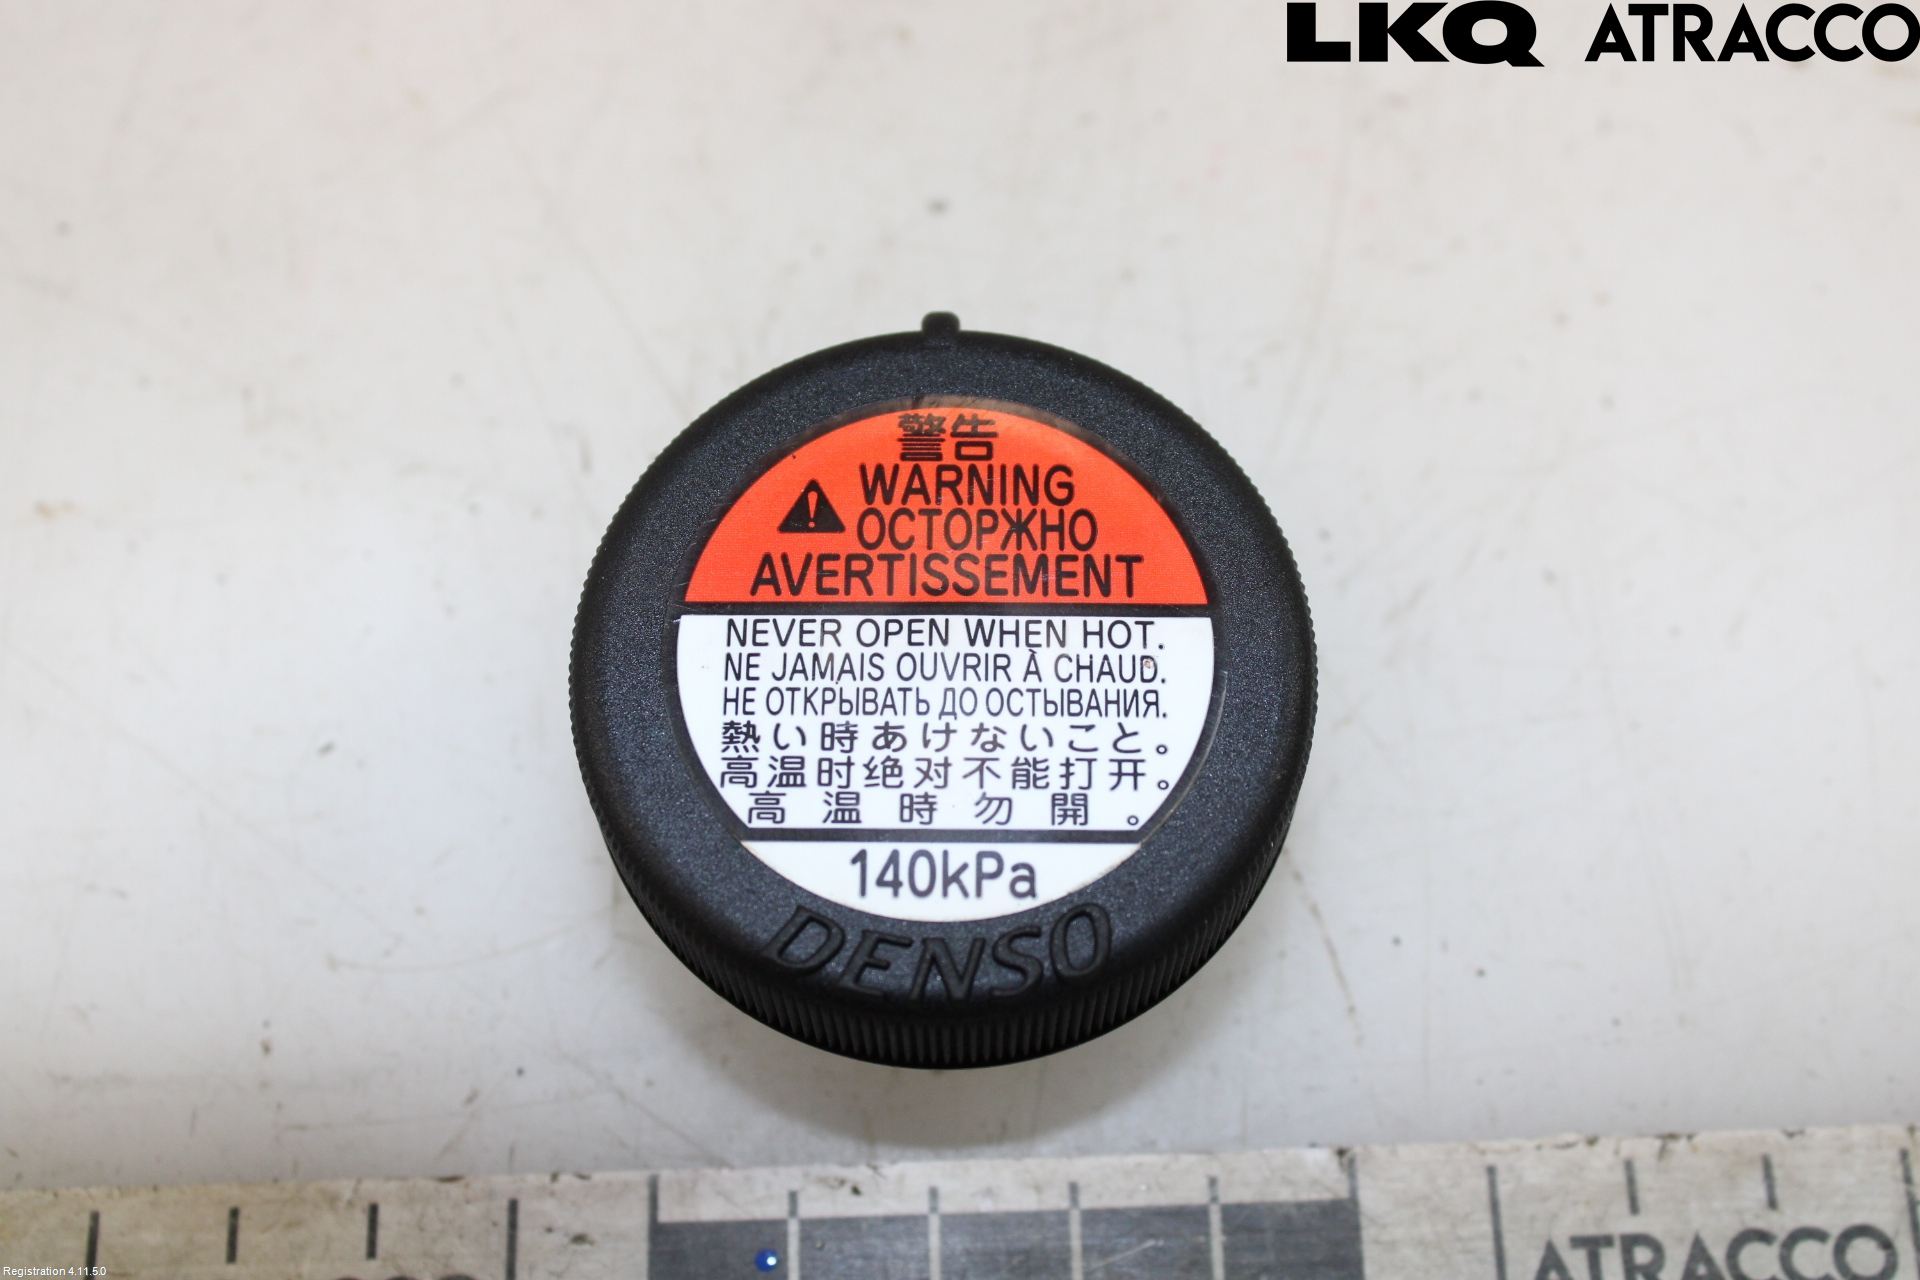 LKQ ATRACCO
警告
WARNING
ОСТОРЖНО
AVERTISSEMENT
NEVER OPEN WHEN HOT.
NE JAMAIS OUVRIR À CHAUD.
НЕ ОТКРЫВАТЬ ДО ОСТЫВАНИЯ.
熱い時あけないこと。
高温时绝对不能打开。
高温時勿開。
140kPa
DENSO
ATRACCO
Registration 4.11.5.0